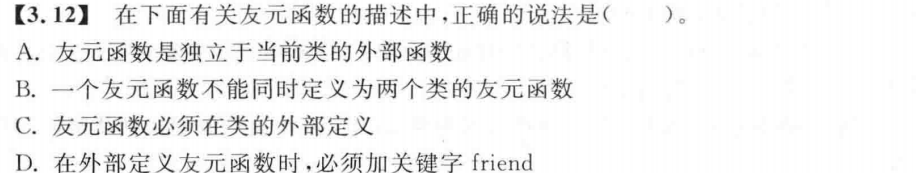 【3.12】 在下面有关友元函数的描述中,正确的说法是(  )。
A. 友元函数是独立于当前类的外部函数
B. 一个友元函数不能同时定义为两个类的友元函数
C. 友元函数必须在类的外部定义
D. 在外部定义友元函数时,必须加关键字 friend